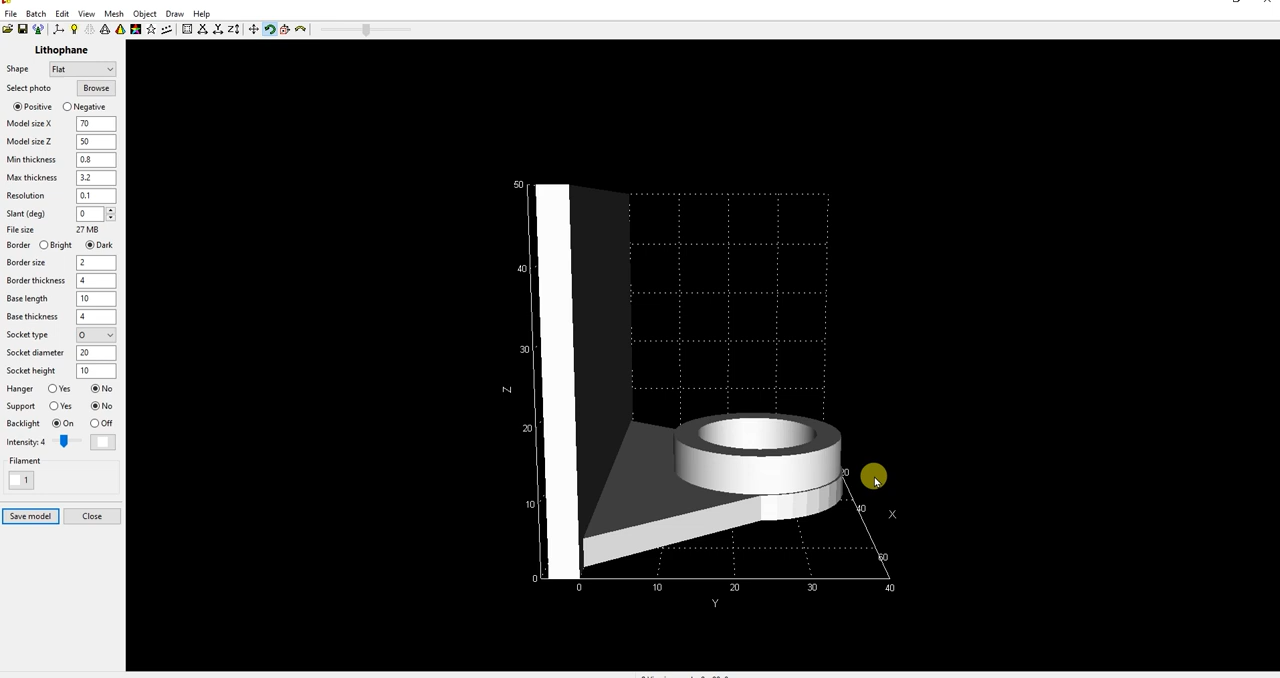 File Batch Edit View Mesh Object Draw Help
Lithophane
Shape Flat
Select photo Browse
Positive Negative
Model size X 70
Model size Z 50
Min thickness 0.8
Max thickness 3.2
Resolution 0.1
Slant (deg) 0
File size 27 MB
Border Bright Dark
Border size 2
Border thickness 4
Base length 10
Base thickness 4
Socket type O
Socket diameter 20
Socket height 10
Hanger Yes No
Support Yes No
Backlight On Off
Intensity: 4
Filament
1
Save model Close
50
40
30
Z
20
10
0
0 10 20 30 40
Y
20
40
X
60